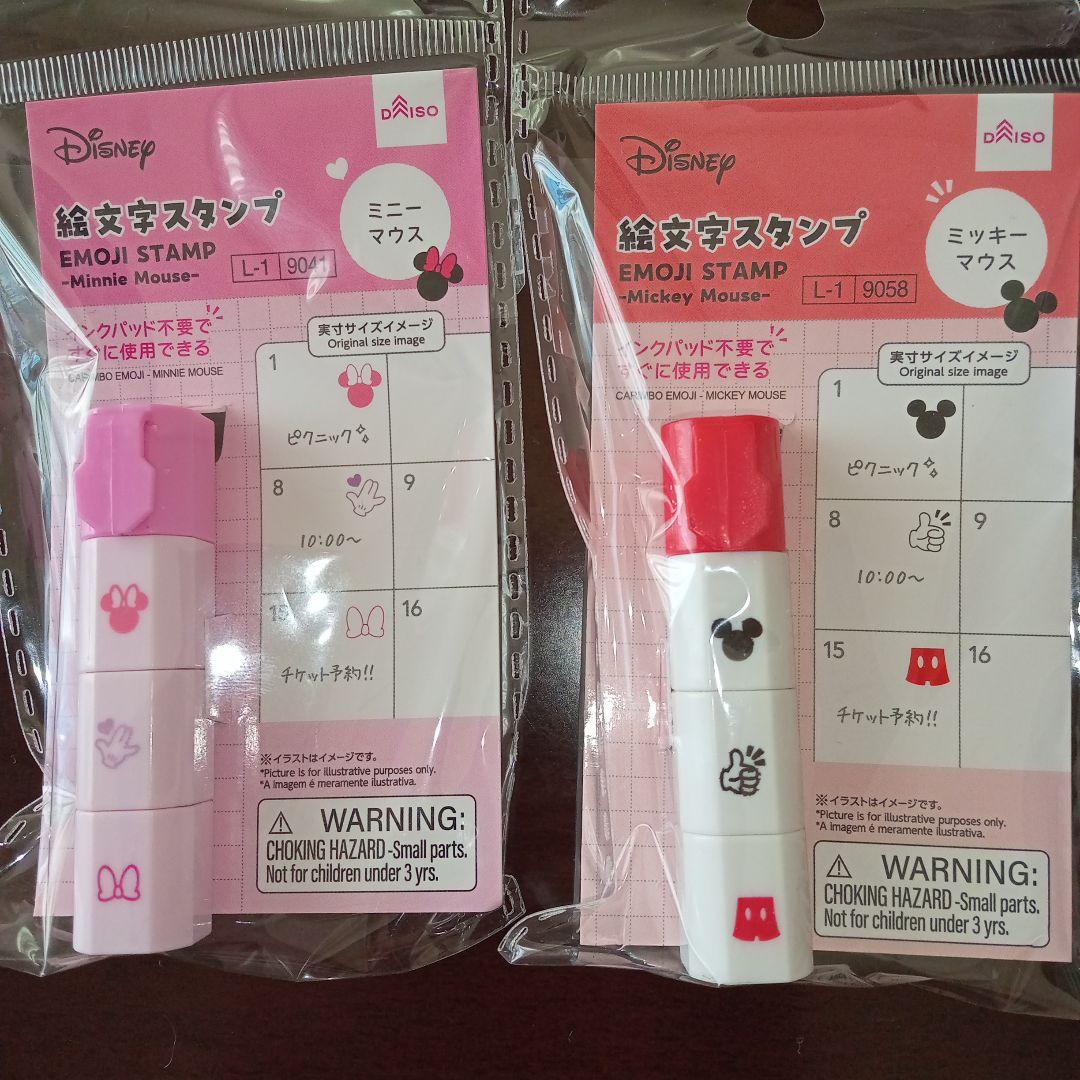 Disney
DAISO
絵文字スタンプ
EMOJI STAMP
-Minnie Mouse-
L-1 9041
ミニー
マウス
インクパッド不要で
すぐに使用できる
CARIMBO EMOJI - MINNIE MOUSE
実寸サイズイメージ
Original size image
1
ピクニック
8
9
10:00〜
15
16
チケット予約!!
※イラストはイメージです。
*Picture is for illustrative purposes only.
*A imagem é meramente ilustrativa.
WARNING:
CHOKING HAZARD -Small parts.
Not for children under 3 yrs.
Disney
DAISO
絵文字スタンプ
EMOJI STAMP
-Mickey Mouse-
L-1 9058
ミッキー
マウス
インクパッド不要で
すぐに使用できる
CARIMBO EMOJI - MICKEY MOUSE
実寸サイズイメージ
Original size image
1
ピクニック
8
9
10:00〜
15
16
チケット予約!!
※イラストはイメージです。
*Picture is for illustrative purposes only.
*A imagem é meramente ilustrativa.
WARNING:
CHOKING HAZARD -Small parts.
Not for children under 3 yrs.